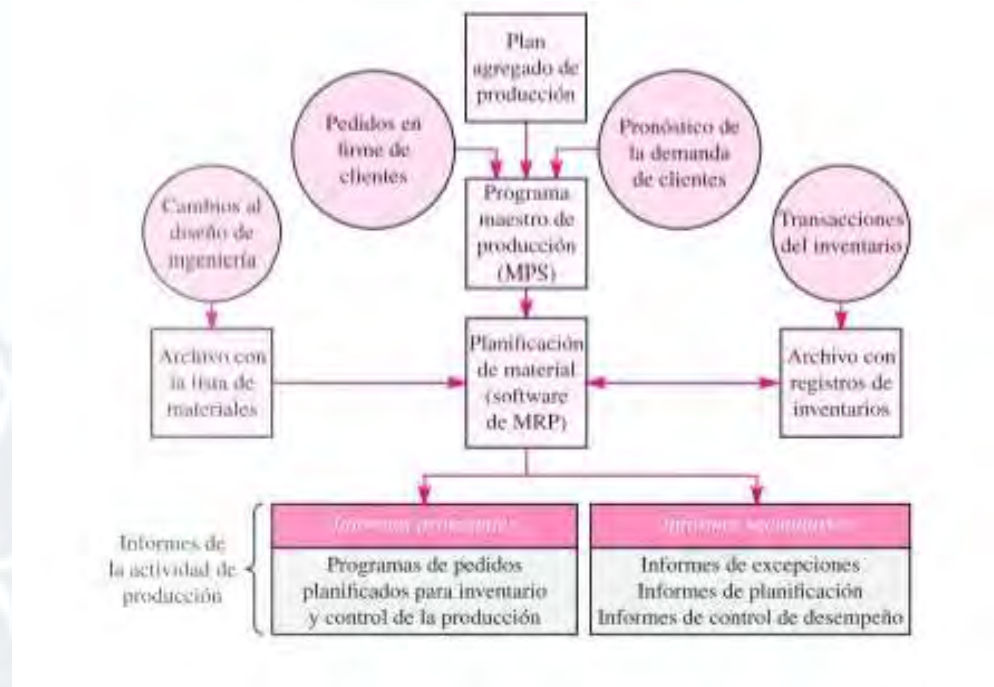 Plan
agregado de
producción
Pedidos en
firme de
clientes
Pronóstico de
la demanda
de clientes
Cambios al
diseño de
ingeniería
Programa
maestro de
producción
(MPS)
Transacciones
del inventario
Archivo con
la lista de
materiales
Planificación
de material
(software
de MRP)
Archivo con
registros de
inventarios
Informes de
la actividad de
producción
Informes
Programas de pedidos
planificados para inventario
y control de la producción
Informes secundarios
Informes de excepciones
Informes de planificación
Informes de control de desempeño